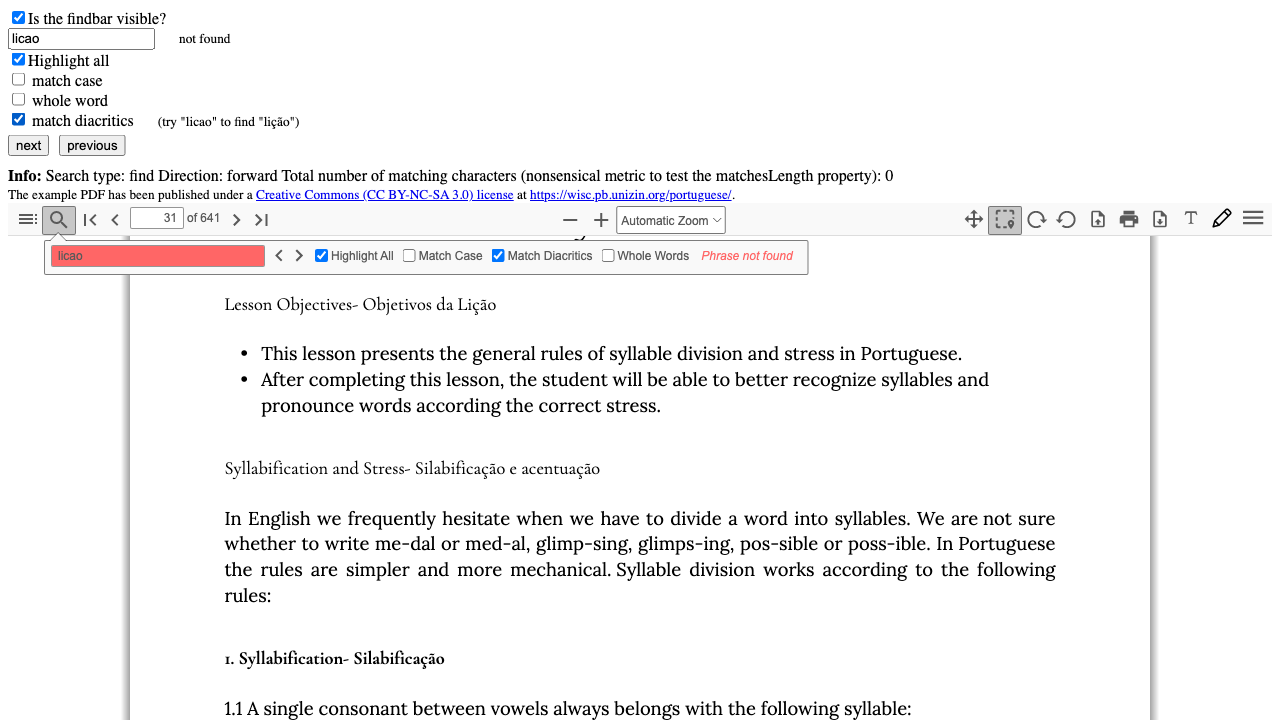 Is the findbar visible?
licao not found
Highlight all
match case
whole word
match diacritics (try "licao" to find "lição")
next previous
Info: Search type: find Direction: forward Total number of matching characters (nonsensical metric to test the matchesLength property): 0
The example PDF has been published under a Creative Commons (CC BY-NC-SA 3.0) license at https://wisc.pb.unizin.org/portuguese/.
31 of 641 Automatic Zoom
licao Highlight All Match Case Match Diacritics Whole Words Phrase not found
Lesson Objectives- Objetivos da Lição
• This lesson presents the general rules of syllable division and stress in Portuguese.
• After completing this lesson, the student will be able to better recognize syllables and
pronounce words according the correct stress.
Syllabification and Stress- Silabificação e acentuação
In English we frequently hesitate when we have to divide a word into syllables. We are not sure
whether to write me-dal or med-al, glimp-sing, glimps-ing, pos-sible or poss-ible. In Portuguese
the rules are simpler and more mechanical. Syllable division works according to the following
rules:
1. Syllabification- Silabificação
1.1 A single consonant between vowels always belongs with the following syllable: